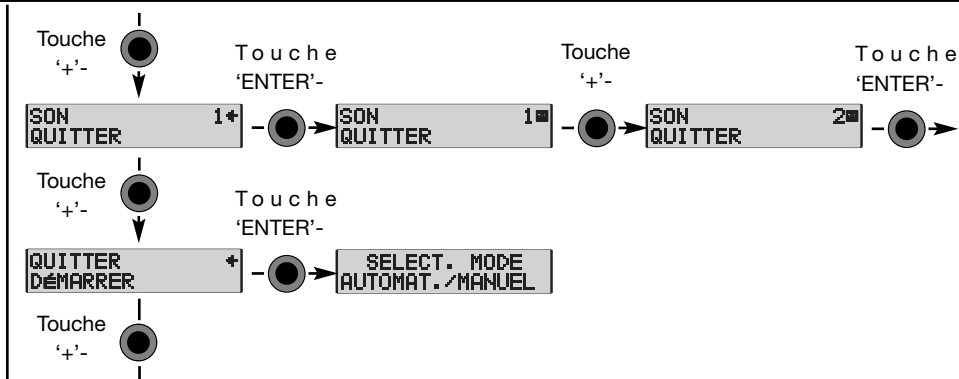 Touche
‘+’-
Touche
‘ENTER’-
Touche
‘+’-
Touche
‘ENTER’-
SON 1
QUITTER
SON 1
QUITTER
SON 2
QUITTER
Touche
‘+’-
Touche
‘ENTER’-
QUITTER
DéMARRER
SELECT. MODE
AUTOMAT./MANUEL
Touche
‘+’-